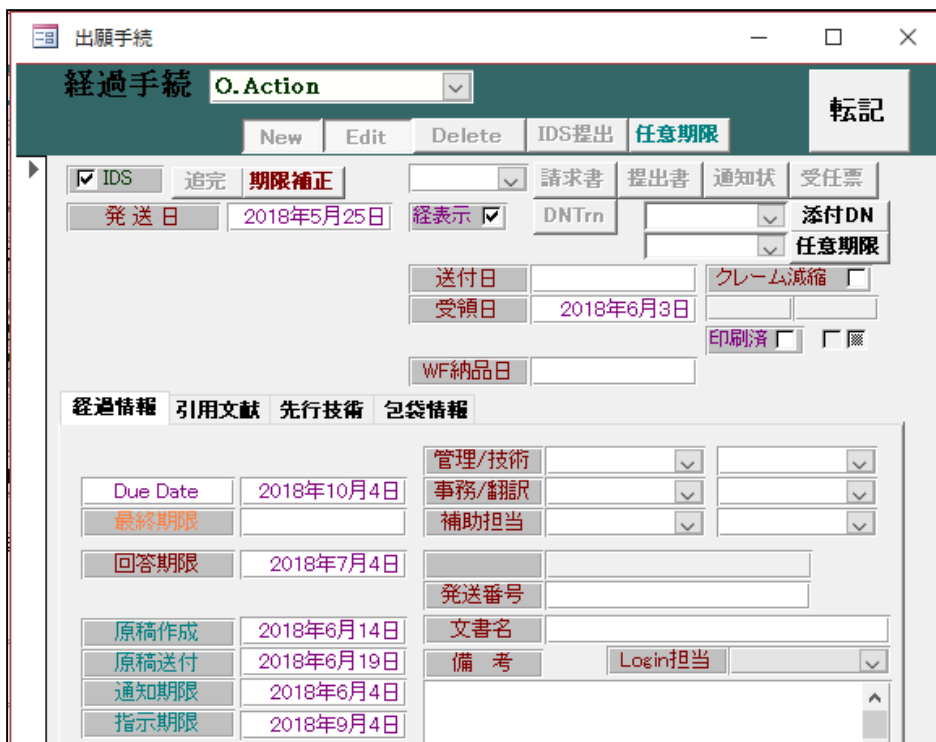 出願手続
経過手続 O.Action 転記
New Edit Delete IDS提出 任意期限
IDS 追完 期限補正 請求書 提出書 通知状 受任票
発送日 2018年5月25日 経表示 DNTrn 添付DN
任意期限
送付日 クレーム減縮
受領日 2018年6月3日
印刷済
WF納品日
経過情報 引用文献 先行技術 包袋情報
管理/技術
Due Date 2018年10月4日 事務/翻訳
最終期限 補助担当
回答期限 2018年7月4日
発送番号
原稿作成 2018年6月14日 文書名
原稿送付 2018年6月19日 備 考 Login担当
通知期限 2018年6月4日
指示期限 2018年9月4日